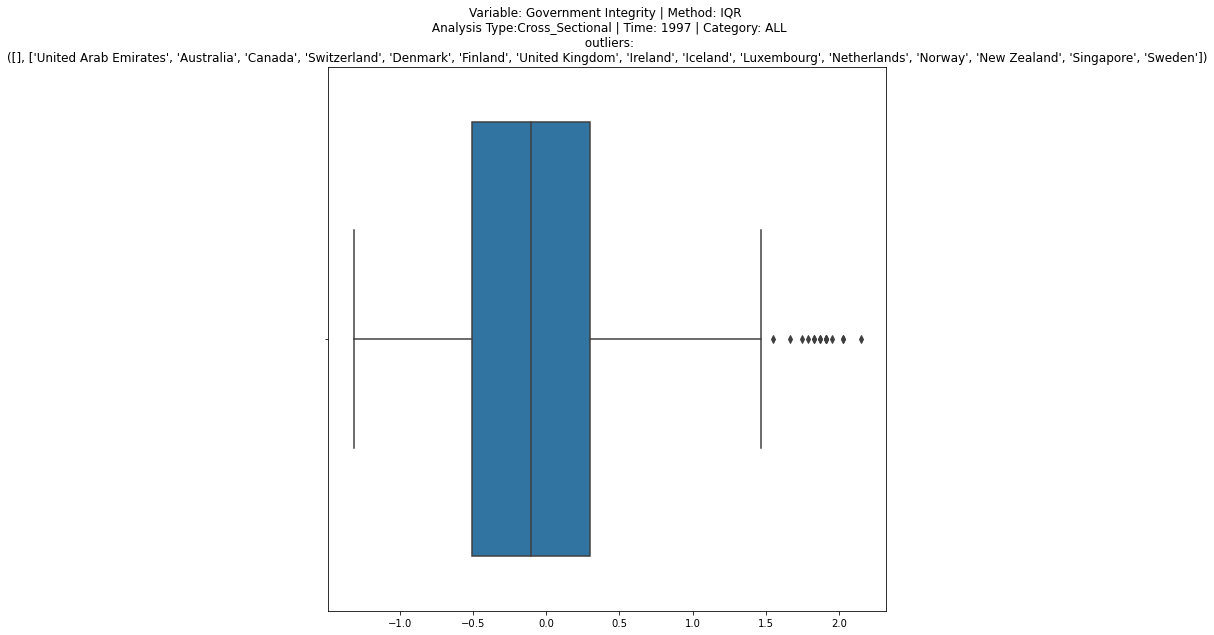 Variable: Government Integrity | Method: IQR
Analysis Type:Cross_Sectional | Time: 1997 | Category: ALL
outliers:
([], ['United Arab Emirates', 'Australia', 'Canada', 'Switzerland', 'Denmark', 'Finland', 'United Kingdom', 'Ireland', 'Iceland', 'Luxembourg', 'Netherlands', 'Norway', 'New Zealand', 'Singapore', 'Sweden'])
−1.0 −0.5 0.0 0.5 1.0 1.5 2.0